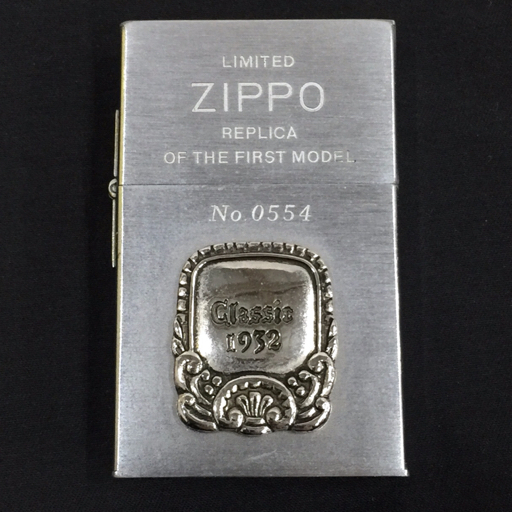 LIMITED
ZIPPO
REPLICA
OF THE FIRST MODEL
No.0554
Classic
1932